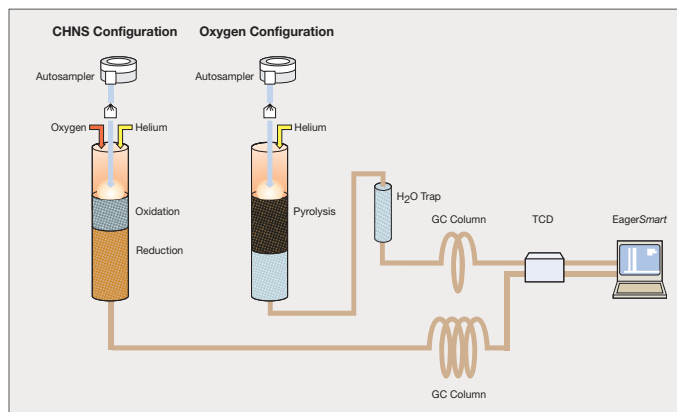 CHNS Configuration
Oxygen Configuration
Autosampler
Autosampler
Oxygen
Helium
Helium
H2O Trap
Oxidation
Pyrolysis
GC Column
TCD
EagerSmart
Reduction
GC Column